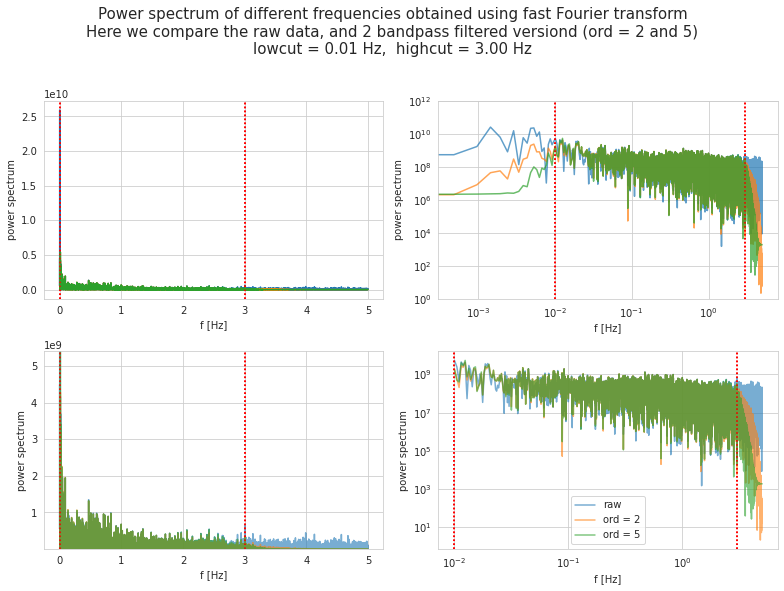 Power spectrum of different frequencies obtained using fast Fourier transform
Here we compare the raw data, and 2 bandpass filtered versiond (ord = 2 and 5)
lowcut = 0.01 Hz,  highcut = 3.00 Hz
1e10
2.5
2.0
1.5
1.0
0.5
0.0
power spectrum
0 1 2 3 4 5
f [Hz]
10¹²
10¹⁰
10⁸
10⁶
10⁴
10²
10⁰
power spectrum
10⁻³ 10⁻² 10⁻¹ 10⁰
f [Hz]
1e9
5
4
3
2
1
power spectrum
0 1 2 3 4 5
f [Hz]
10⁹
10⁷
10⁵
10³
10¹
power spectrum
raw
ord = 2
ord = 5
10⁻² 10⁻¹ 10⁰
f [Hz]